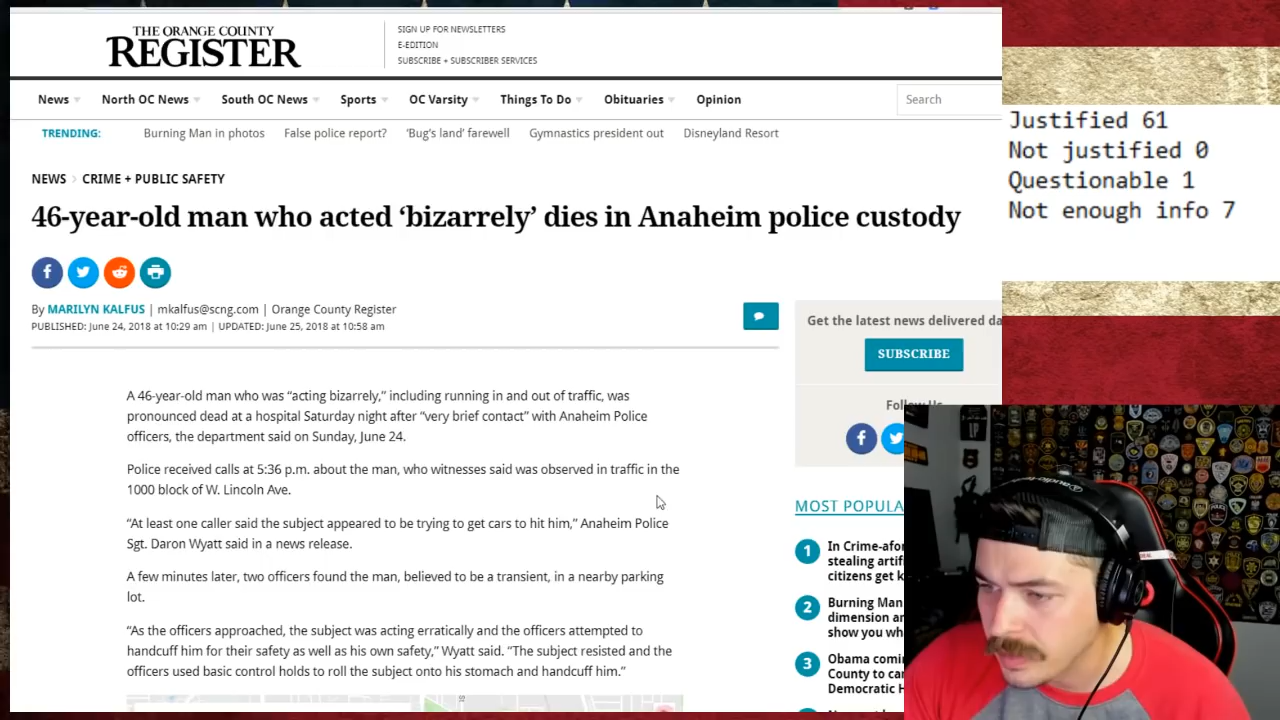 THE ORANGE COUNTY
REGISTER
SIGN UP FOR NEWSLETTERS
E-EDITION
SUBSCRIBE + SUBSCRIBER SERVICES
News
North OC News
South OC News
Sports
OC Varsity
Things To Do
Obituaries
Opinion
Search
TRENDING:
Burning Man in photos
False police report?
‘Bug’s land’ farewell
Gymnastics president out
Disneyland Resort
NEWS > CRIME + PUBLIC SAFETY
46-year-old man who acted ‘bizarrely’ dies in Anaheim police custody
By MARILYN KALFUS | mkalfus@scng.com | Orange County Register
PUBLISHED: June 24, 2018 at 10:29 am | UPDATED: June 25, 2018 at 10:58 am
A 46-year-old man who was “acting bizarrely,” including running in and out of traffic, was
pronounced dead at a hospital Saturday night after “very brief contact” with Anaheim Police
officers, the department said on Sunday, June 24.
Police received calls at 5:36 p.m. about the man, who witnesses said was observed in traffic in the
1000 block of W. Lincoln Ave.
“At least one caller said the subject appeared to be trying to get cars to hit him,” Anaheim Police
Sgt. Daron Wyatt said in a news release.
A few minutes later, two officers found the man, believed to be a transient, in a nearby parking
lot.
“As the officers approached, the subject was acting erratically and the officers attempted to
handcuff him for their safety as well as his own safety,” Wyatt said. “The subject resisted and the
officers used basic control holds to roll the subject onto his stomach and handcuff him.”
Get the latest news delivered da
SUBSCRIBE
Follow Us
MOST POPULA
1
In Crime-afor
stealing artif
citizens get k
2
Burning Man
dimension ar
show you wh
3
Obama comi
County to car
Democratic H
Justified 61
Not justified 0
Questionable 1
Not enough info 7